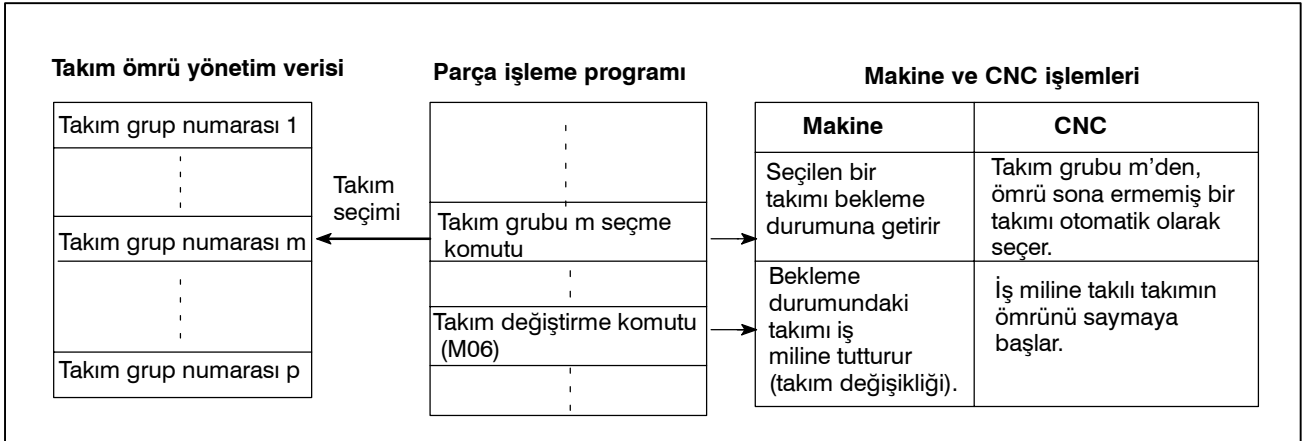 Takım ömrü yönetim verisi
Takım grup numarası 1
Takım grup numarası m
Takım grup numarası p
Takım
seçimi
Parça işleme programı
Takım grubu m seçme
komutu
Takım değiştirme komutu
(M06)
Makine ve CNC işlemleri
Makine
CNC
Seçilen bir
takımı bekleme
durumuna getirir
Takım grubu m’den,
ömrü sona ermemiş bir
takımı otomatik olarak
seçer.
Bekleme
durumundaki
takımı iş
miline tutturur
(takım değişikliği).
İş miline takılı takımın
ömrünü saymaya
başlar.